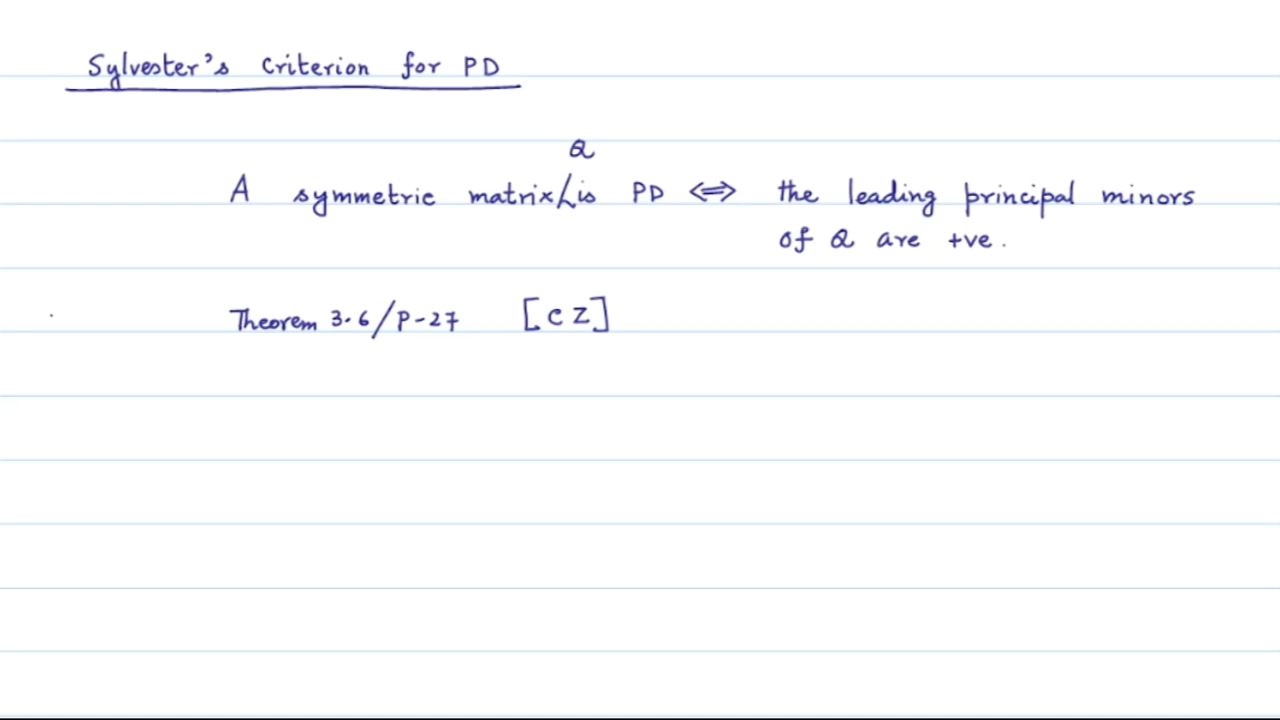 Sylvester's Criterion for PD
A symmetric matrix Q is PD ⟺ the leading principal minors
of Q are +ve.
Theorem 3.6/P-27 [CZ]